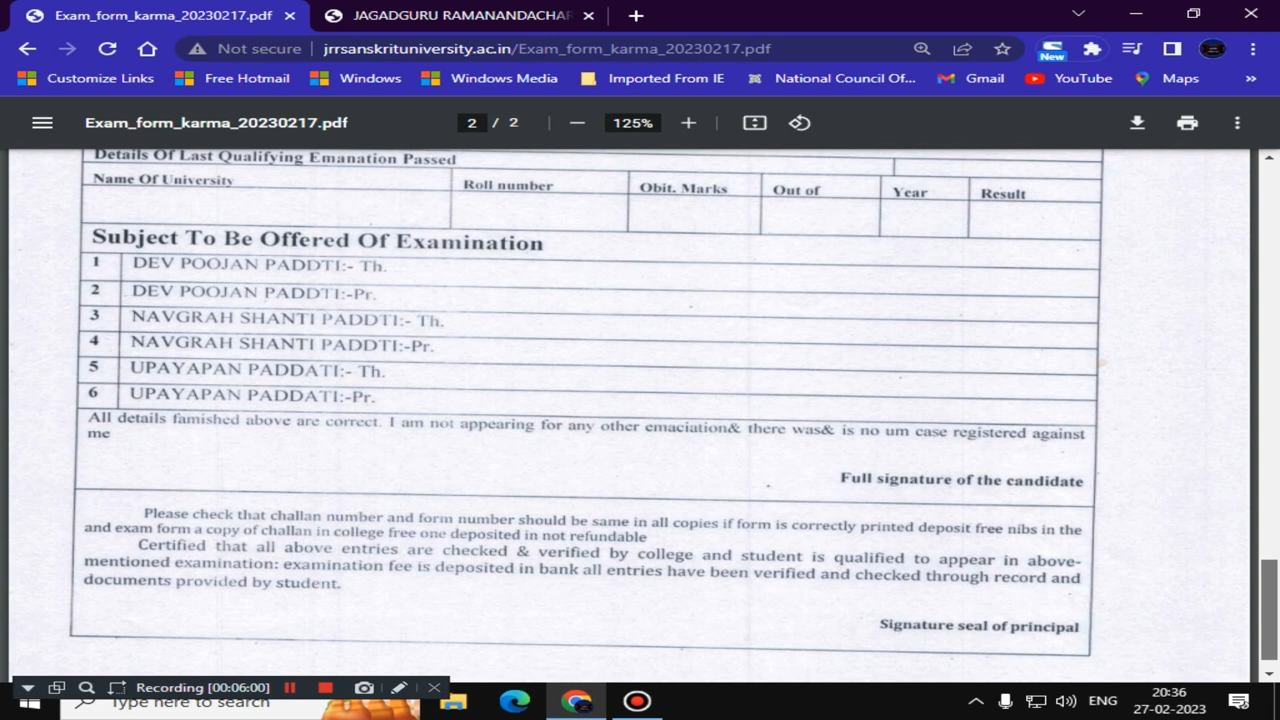 Exam_form_karma_20230217.pdf
JAGADGURU RAMANANDACHAR
Not secure
jrrsanskrituniversity.ac.in/Exam_form_karma_20230217.pdf
New
Customize Links
Free Hotmail
Windows
Windows Media
Imported From IE
National Council Of...
Gmail
YouTube
Maps
»
Exam_form_karma_20230217.pdf
2 / 2
125%
Details Of Last Qualifying Emanation Passed
Name Of University Roll number Obit. Marks Out of Year Result
Subject To Be Offered Of Examination
1 DEV POOJAN PADDTI:- Th.
2 DEV POOJAN PADDTI:-Pr.
3 NAVGRAH SHANTI PADDTI:- Th.
4 NAVGRAH SHANTI PADDTI:-Pr.
5 UPAYAPAN PADDATI:- Th.
6 UPAYAPAN PADDATI:-Pr.
All details famished above are correct. I am not appearing for any other emaciation& there was& is no um case registered against
me
Full signature of the candidate
Please check that challan number and form number should be same in all copies if form is correctly printed deposit free nibs in the
and exam form a copy of challan in college free one deposited in not refundable
Certified that all above entries are checked & verified by college and student is qualified to appear in above-
mentioned examination: examination fee is deposited in bank all entries have been verified and checked through record and
documents provided by student.
Signature seal of principal
Recording [00:06:00]
Type here to search
ENG
20:36
27-02-2023